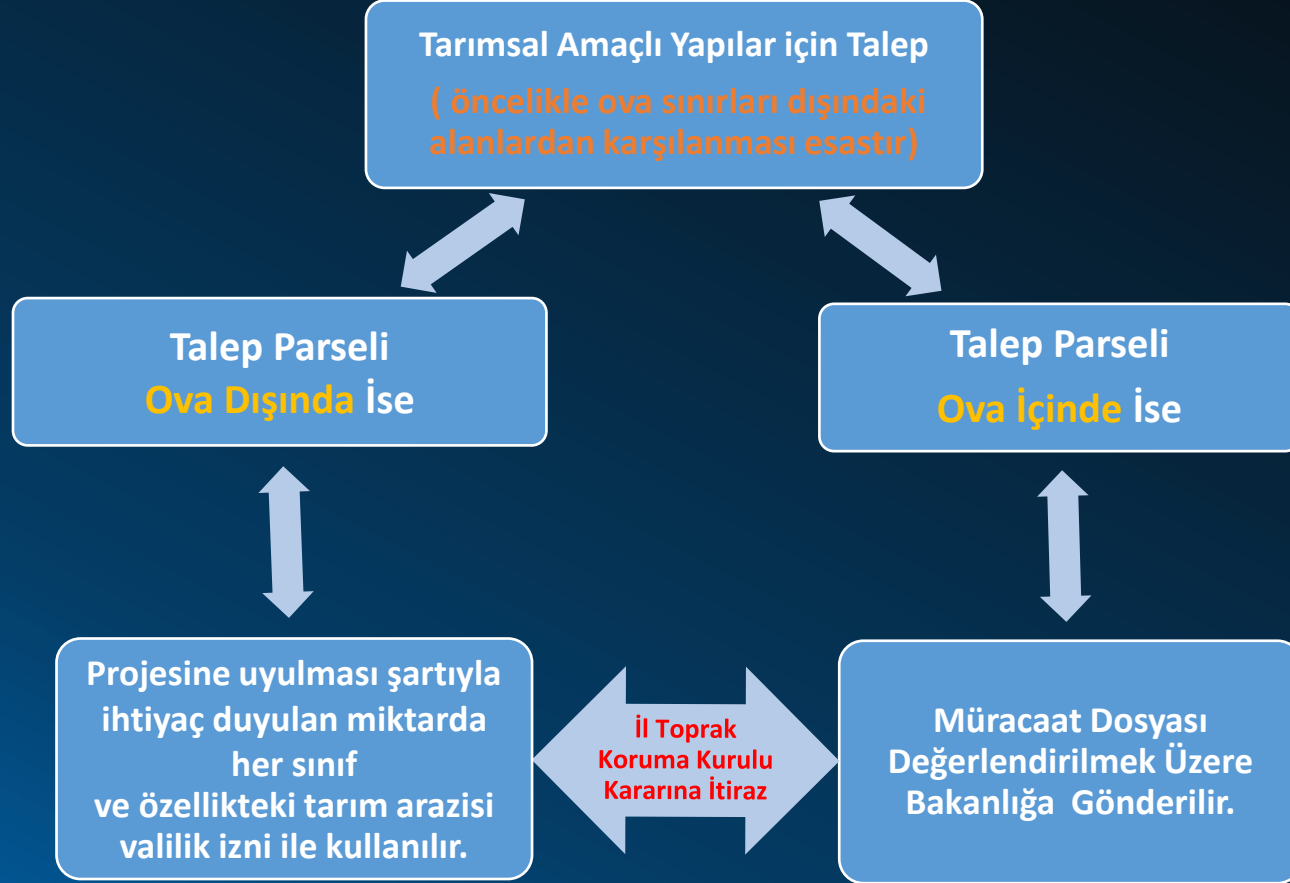 Tarımsal Amaçlı Yapılar için Talep
( öncelikle ova sınırları dışındaki
alanlardan karşılanması esastır)
Talep Parseli
Ova Dışında İse
Talep Parseli
Ova İçinde İse
Projesine uyulması şartıyla
ihtiyaç duyulan miktarda
her sınıf
ve özellikteki tarım arazisi
valilik izni ile kullanılır.
İl Toprak
Koruma Kurulu
Kararına İtiraz
Müracaat Dosyası
Değerlendirilmek Üzere
Bakanlığa Gönderilir.